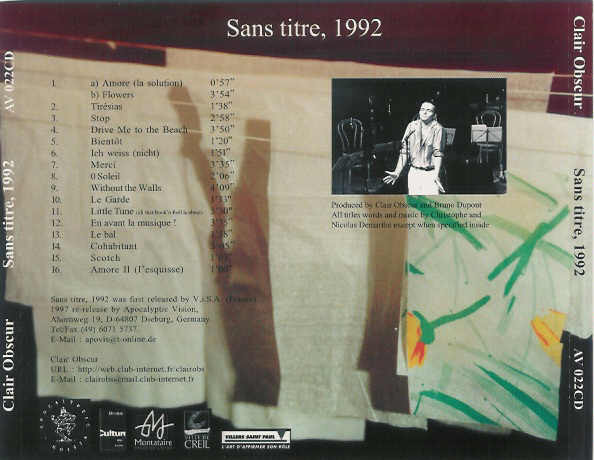 Sans titre, 1992
1. a) Amore (la solution) 0'57"
b) Flowers 3'54"
2. Tirésias 1'38"
3. Stop 2'58"
4. Drive Me to the Beach 3'50"
5. Bientôt 1'20"
6. Ich weiss (nicht) 1'51"
7. Merci 3'35"
8. 0 Soleil 2'06"
9. Without the Walls 4'09"
10. Le Garde
11. Little Tune
12. En avant la musique !
13. Le bal
14. Cohabitant
15. Scotch
16. Amore II (l'esquisse)
Produced by Clair Obscur and Bruno Dupont
All titles words and music by Christophe and
Nicolas Demarthe except when specified inside
Sans titre, 1992 was first released by V.i.S.A. (France)
1997 re-release by Apocalyptic Vision,
Ahornweg 19, D-64807 Dieburg, Germany
Tel/Fax (49) 6071 5737.
E-Mail : apovis@t-online.de
Clair Obscur
URL : http://web.club-internet.fr/clairobs
E-Mail : clairobs@mail.club-internet.fr
Culture
Montataire
VILLE DE
CREIL
VILLERS SAINT PAUL
L'ART D'AFFIRMER SON RÔLE
Clair Obscur
Sans titre, 1992
AV 022CD
Clair Obscur
Sans titre, 1992
AV 022CD